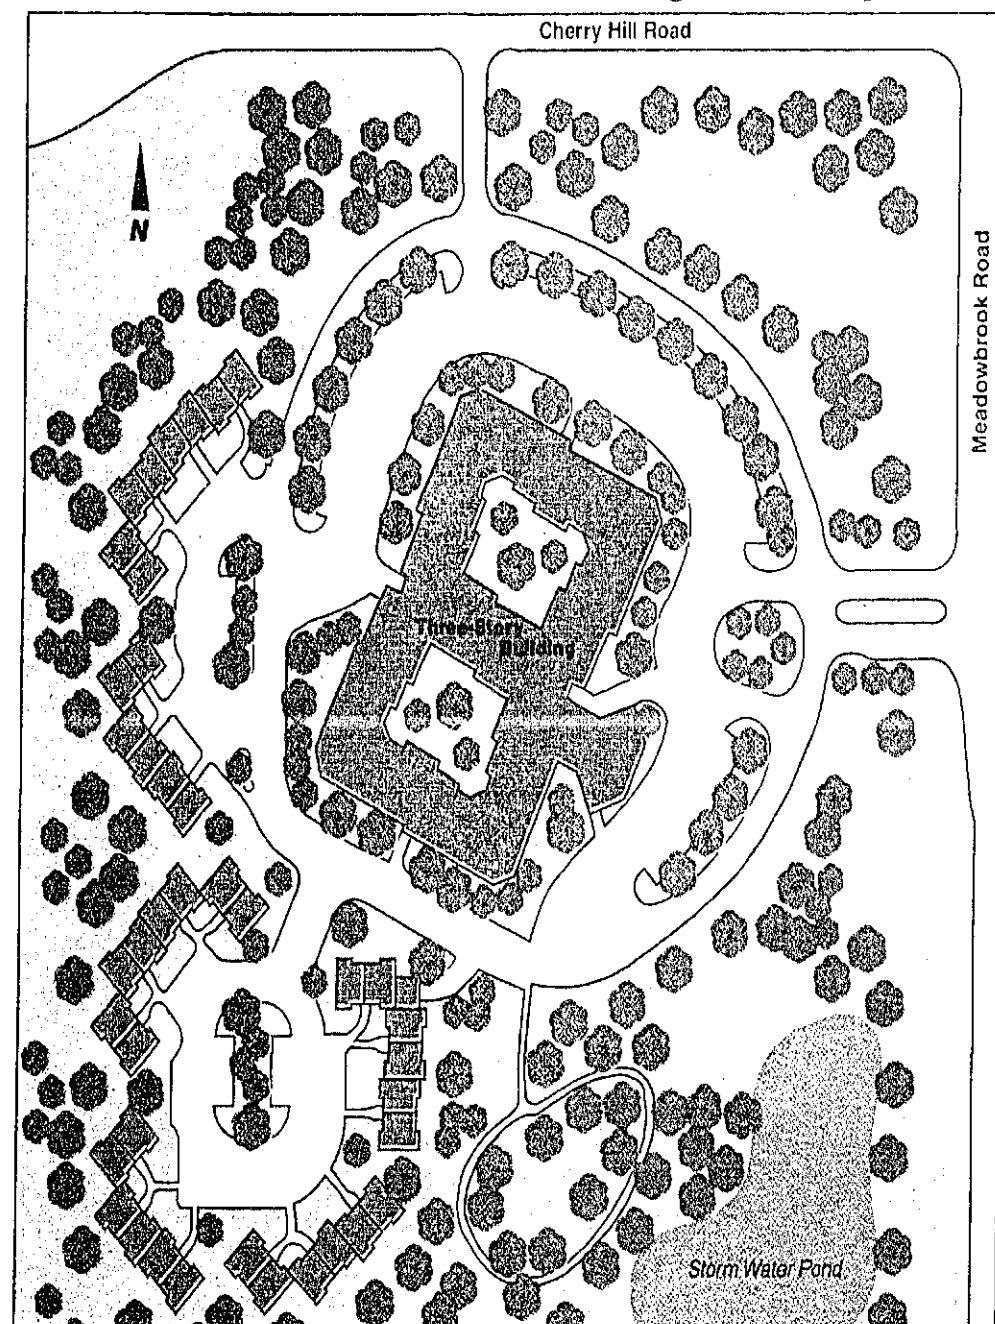 Cherry Hill Road
N
Meadowbrook Road
Three-Story
Building
Storm Water Pond